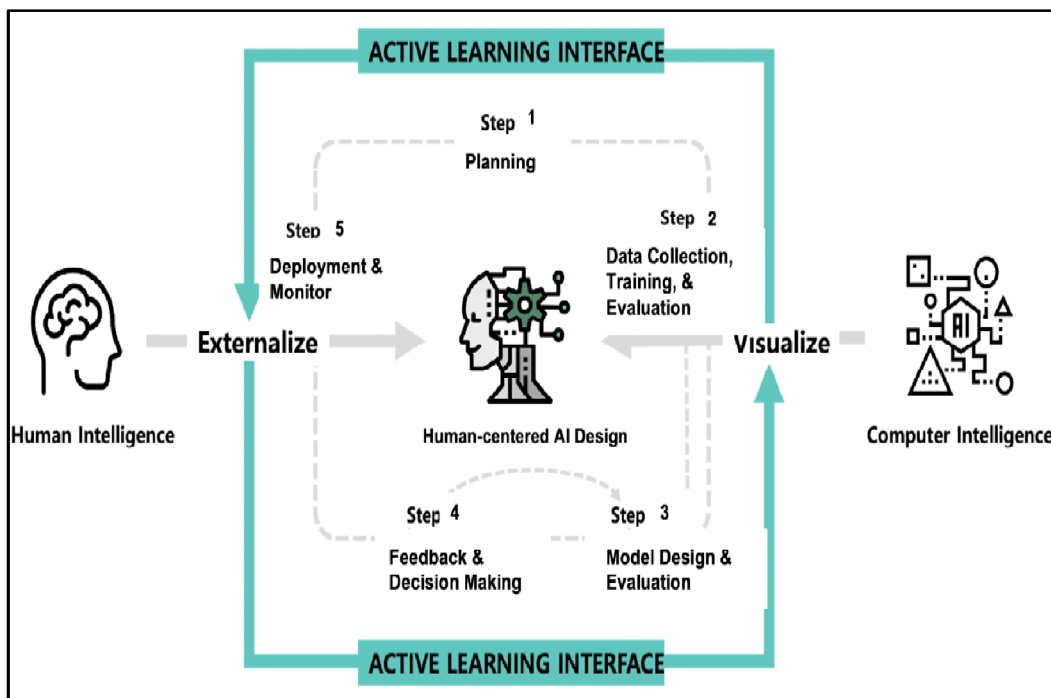 ACTIVE LEARNING INTERFACE
Step 1
Planning
Step 5
Deployment &
Monitor
Step 2
Data Collection,
Training, &
Evaluation
AI
Externalize
Visualize
Human Intelligence
Human-centered AI Design
Computer Intelligence
Step 4
Feedback &
Decision Making
Step 3
Model Design &
Evaluation
ACTIVE LEARNING INTERFACE